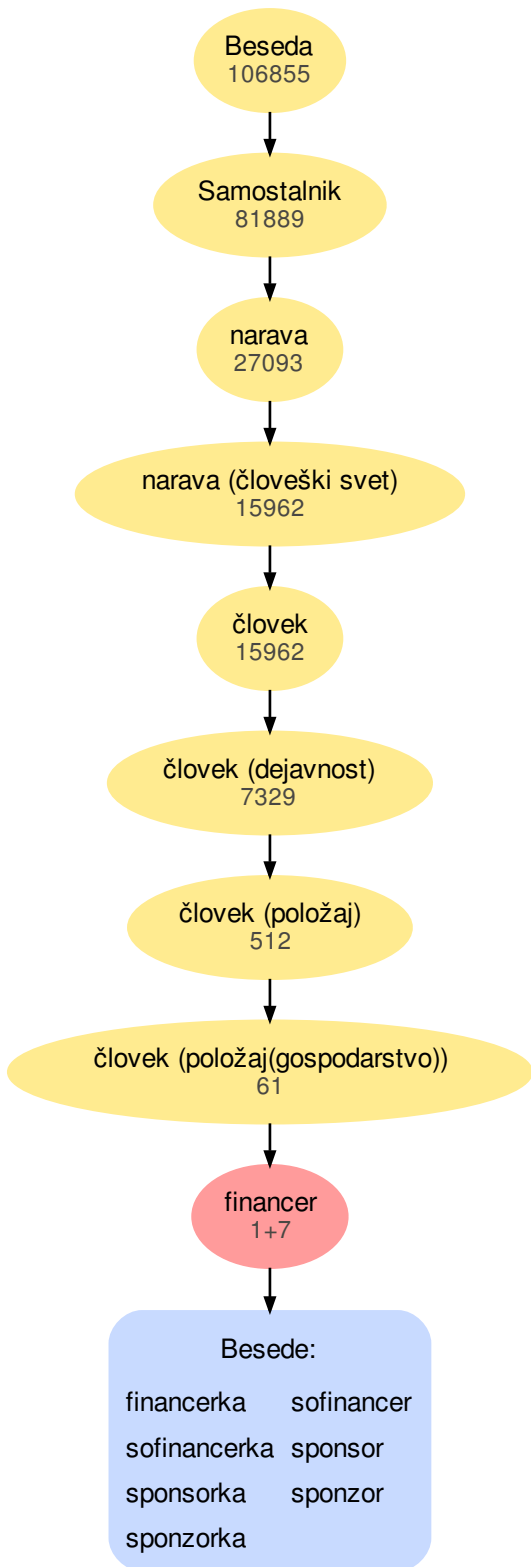 Beseda
106855
Samostalnik
81889
narava
27093
narava (človeški svet)
15962
človek
15962
človek (dejavnost)
7329
človek (položaj)
512
človek (položaj(gospodarstvo))
61
financer
1+7
Besede:
financerka sofinancer
sofinancerka sponsor
sponsorka sponzor
sponzorka